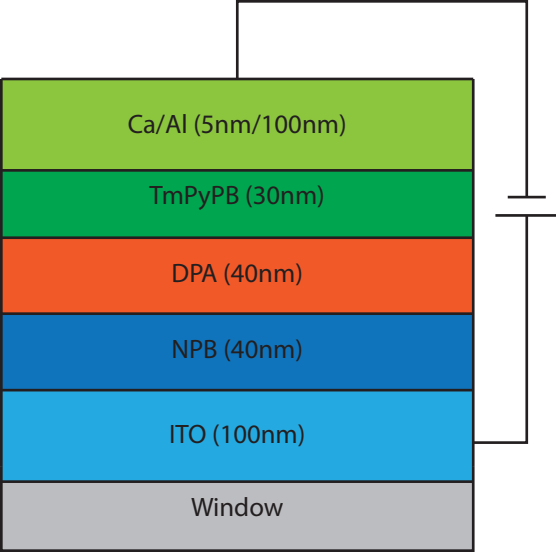 Ca/Al (5nm/100nm)
TmPyPB (30nm)
DPA (40nm)
NPB (40nm)
ITO (100nm)
Window